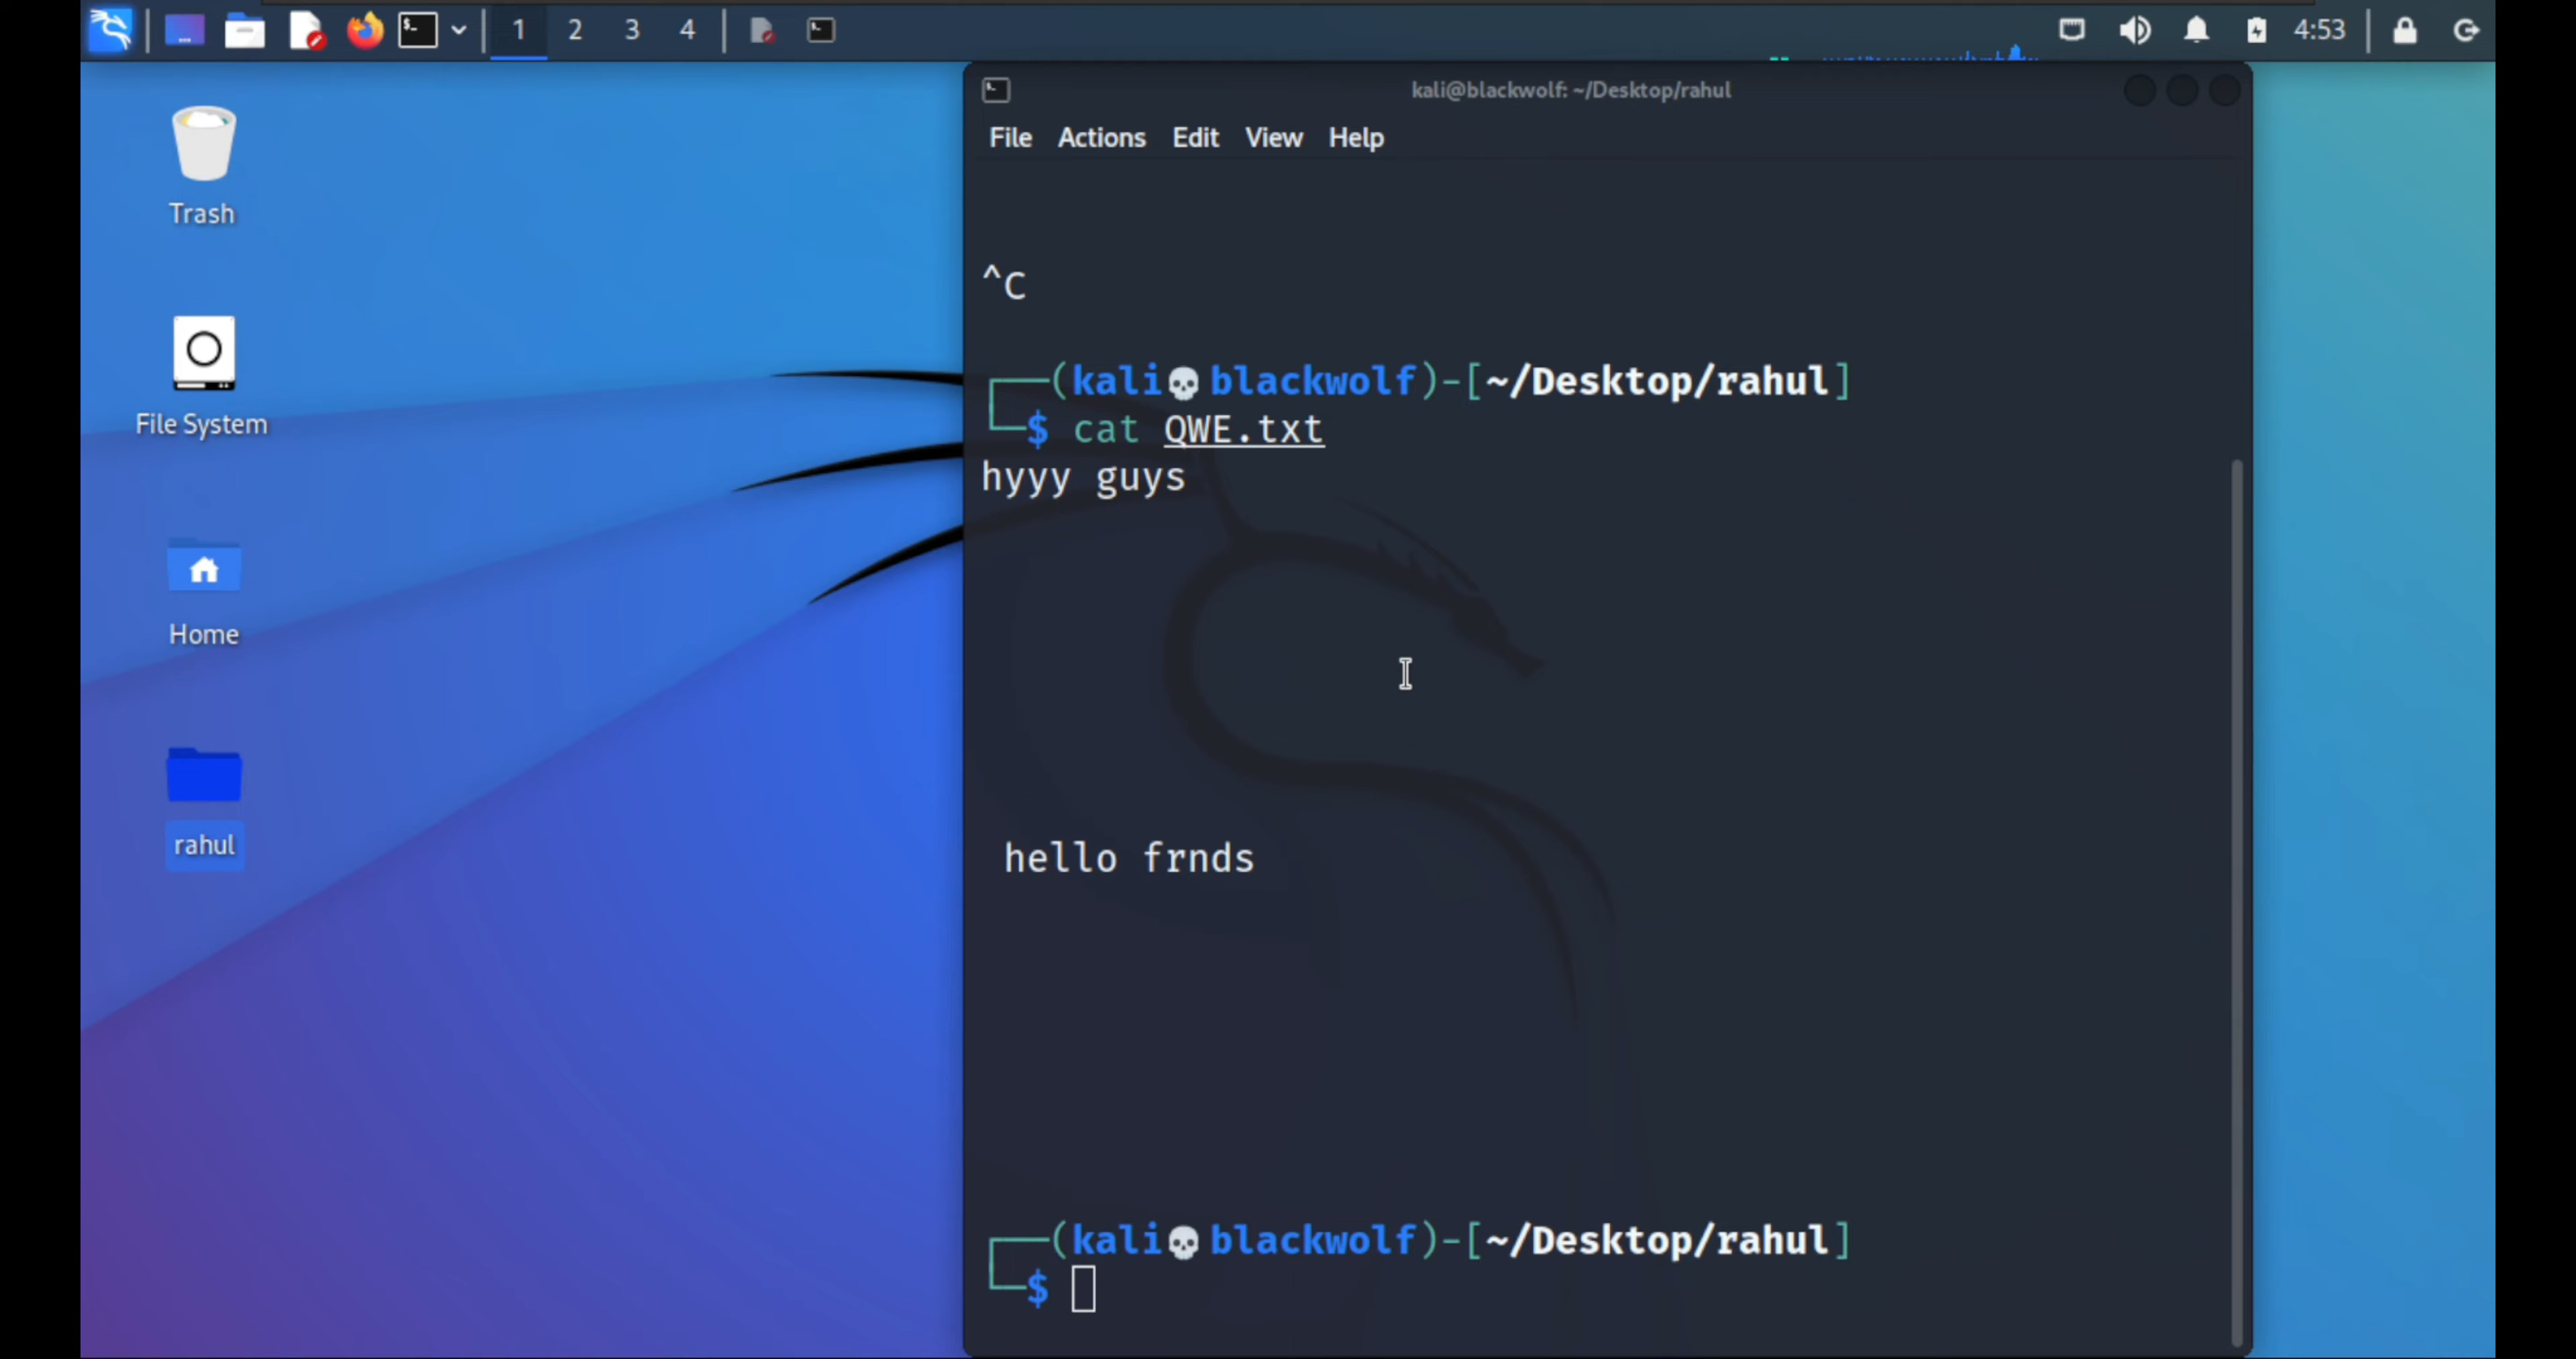 1 2 3 4 4:53
Trash
File System
Home
rahul
kali@blackwolf: ~/Desktop/rahul
File Actions Edit View Help
^C
┌──(kali💀blackwolf)-[~/Desktop/rahul]
└─$ cat QWE.txt
hyyy guys
hello frnds
┌──(kali💀blackwolf)-[~/Desktop/rahul]
└─$